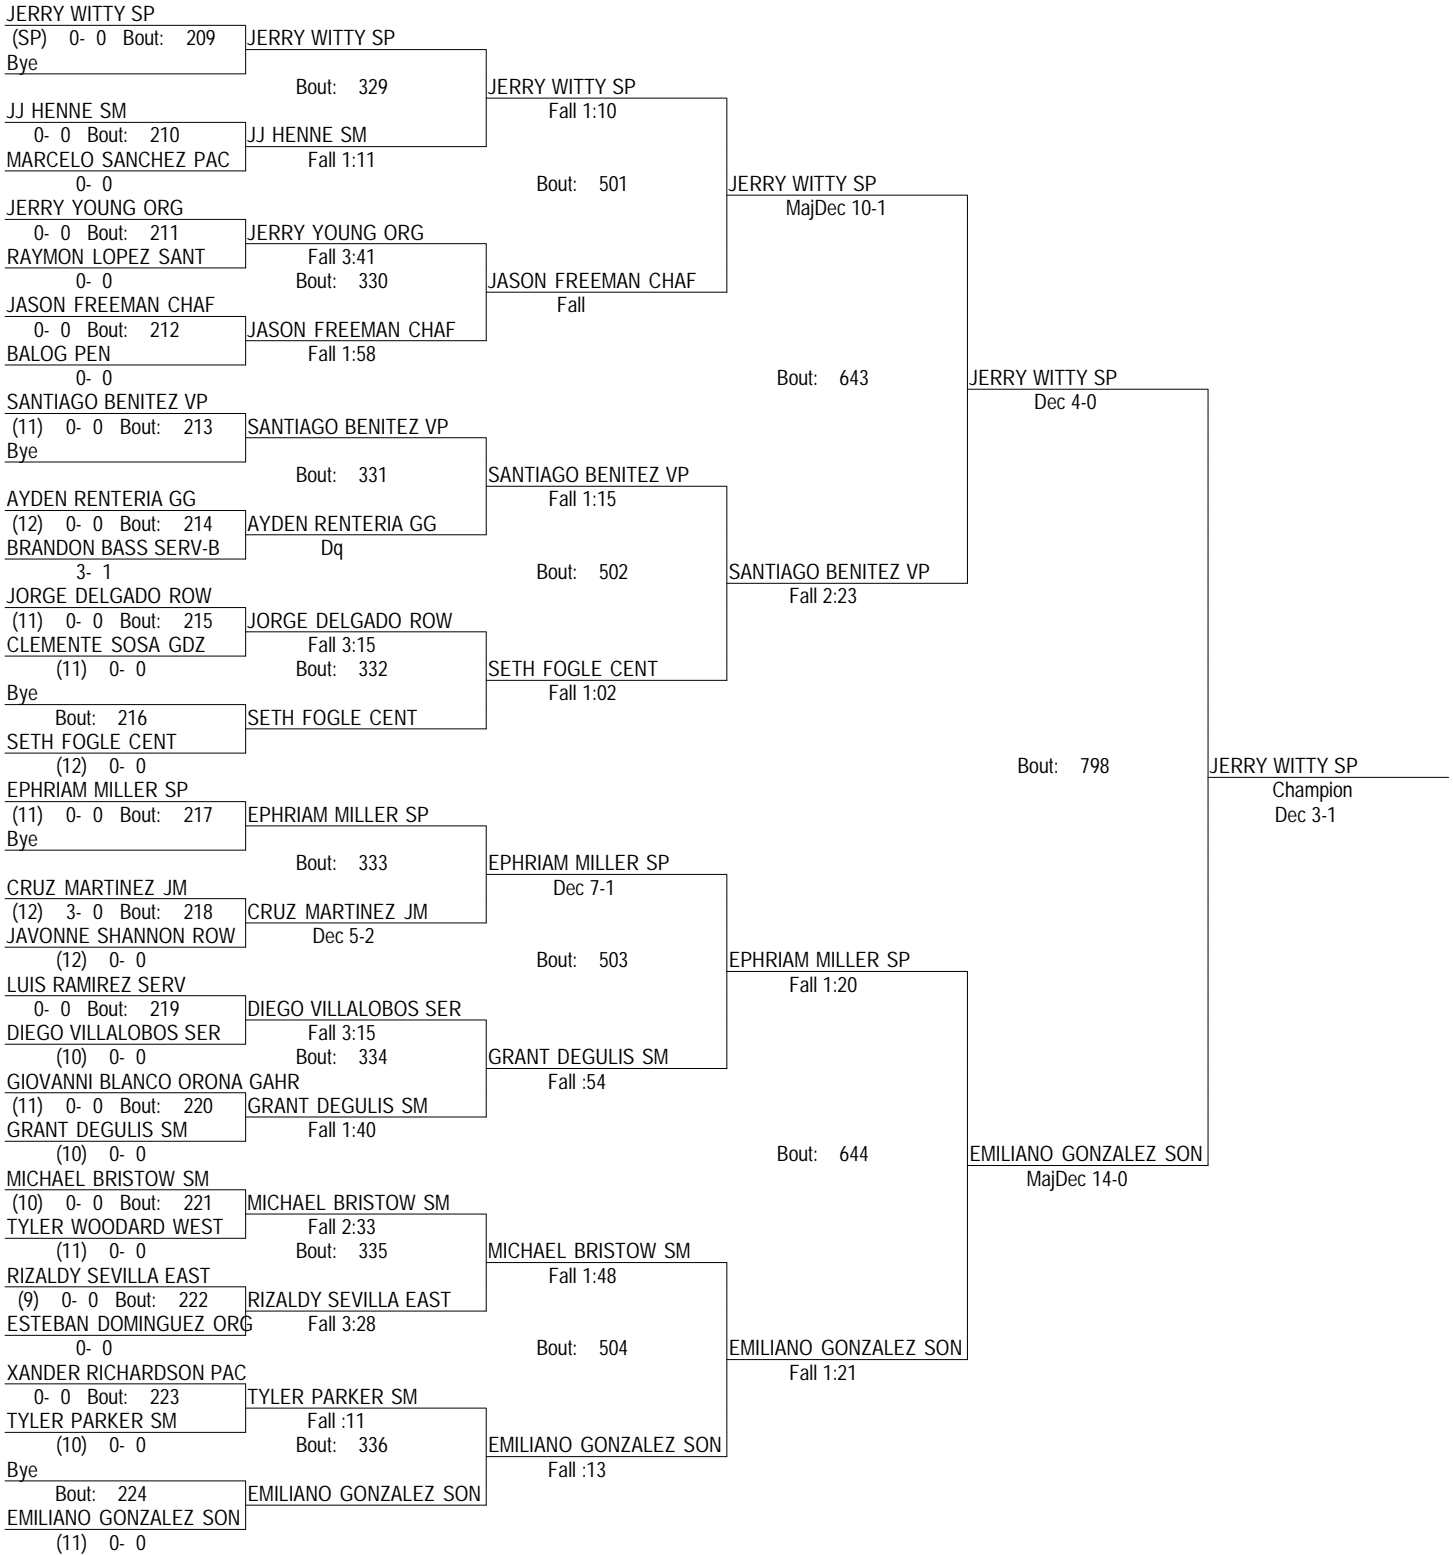 JERRY WITTY SP
(SP) 0- 0 Bout: 209 JERRY WITTY SP
Bye
Bout: 329 JERRY WITTY SP
JJ HENNE SM Fall 1:10
0- 0 Bout: 210 JJ HENNE SM
MARCELO SANCHEZ PAC Fall 1:11
0- 0 Bout: 501 JERRY WITTY SP
JERRY YOUNG ORG MajDec 10-1
0- 0 Bout: 211 JERRY YOUNG ORG
RAYMON LOPEZ SANT Fall 3:41
0- 0 Bout: 330 JASON FREEMAN CHAF
JASON FREEMAN CHAF Fall
0- 0 Bout: 212 JASON FREEMAN CHAF
BALOG PEN Fall 1:58
0- 0 Bout: 643 JERRY WITTY SP
SANTIAGO BENITEZ VP Dec 4-0
(11) 0- 0 Bout: 213 SANTIAGO BENITEZ VP
Bye
Bout: 331 SANTIAGO BENITEZ VP
AYDEN RENTERIA GG Fall 1:15
(12) 0- 0 Bout: 214 AYDEN RENTERIA GG
BRANDON BASS SERV-B Dq
3- 1 Bout: 502 SANTIAGO BENITEZ VP
JORGE DELGADO ROW Fall 2:23
(11) 0- 0 Bout: 215 JORGE DELGADO ROW
CLEMENTE SOSA GDZ Fall 3:15
(11) 0- 0 Bout: 332 SETH FOGLE CENT
Bye Fall 1:02
Bout: 216 SETH FOGLE CENT
SETH FOGLE CENT
(12) 0- 0 Bout: 798 JERRY WITTY SP
EPHRIAM MILLER SP Champion
(11) 0- 0 Bout: 217 EPHRIAM MILLER SP Dec 3-1
Bye
Bout: 333 EPHRIAM MILLER SP
CRUZ MARTINEZ JM Dec 7-1
(12) 3- 0 Bout: 218 CRUZ MARTINEZ JM
JAVONNE SHANNON ROW Dec 5-2
(12) 0- 0 Bout: 503 EPHRIAM MILLER SP
LUIS RAMIREZ SERV Fall 1:20
0- 0 Bout: 219 DIEGO VILLALOBOS SER
DIEGO VILLALOBOS SER Fall 3:15
(10) 0- 0 Bout: 334 GRANT DEGULIS SM
GIOVANNI BLANCO ORONA GAHR Fall :54
(11) 0- 0 Bout: 220 GRANT DEGULIS SM
GRANT DEGULIS SM Fall 1:40
(10) 0- 0 Bout: 644 EMILIANO GONZALEZ SON
MICHAEL BRISTOW SM MajDec 14-0
(10) 0- 0 Bout: 221 MICHAEL BRISTOW SM
TYLER WOODARD WEST Fall 2:33
(11) 0- 0 Bout: 335 MICHAEL BRISTOW SM
RIZALDY SEVILLA EAST Fall 1:48
(9) 0- 0 Bout: 222 RIZALDY SEVILLA EAST
ESTEBAN DOMINGUEZ ORG Fall 3:28
0- 0 Bout: 504 EMILIANO GONZALEZ SON
XANDER RICHARDSON PAC Fall 1:21
0- 0 Bout: 223 TYLER PARKER SM
TYLER PARKER SM Fall :11
(10) 0- 0 Bout: 336 EMILIANO GONZALEZ SON
Bye Fall :13
Bout: 224 EMILIANO GONZALEZ SON
EMILIANO GONZALEZ SON
(11) 0- 0